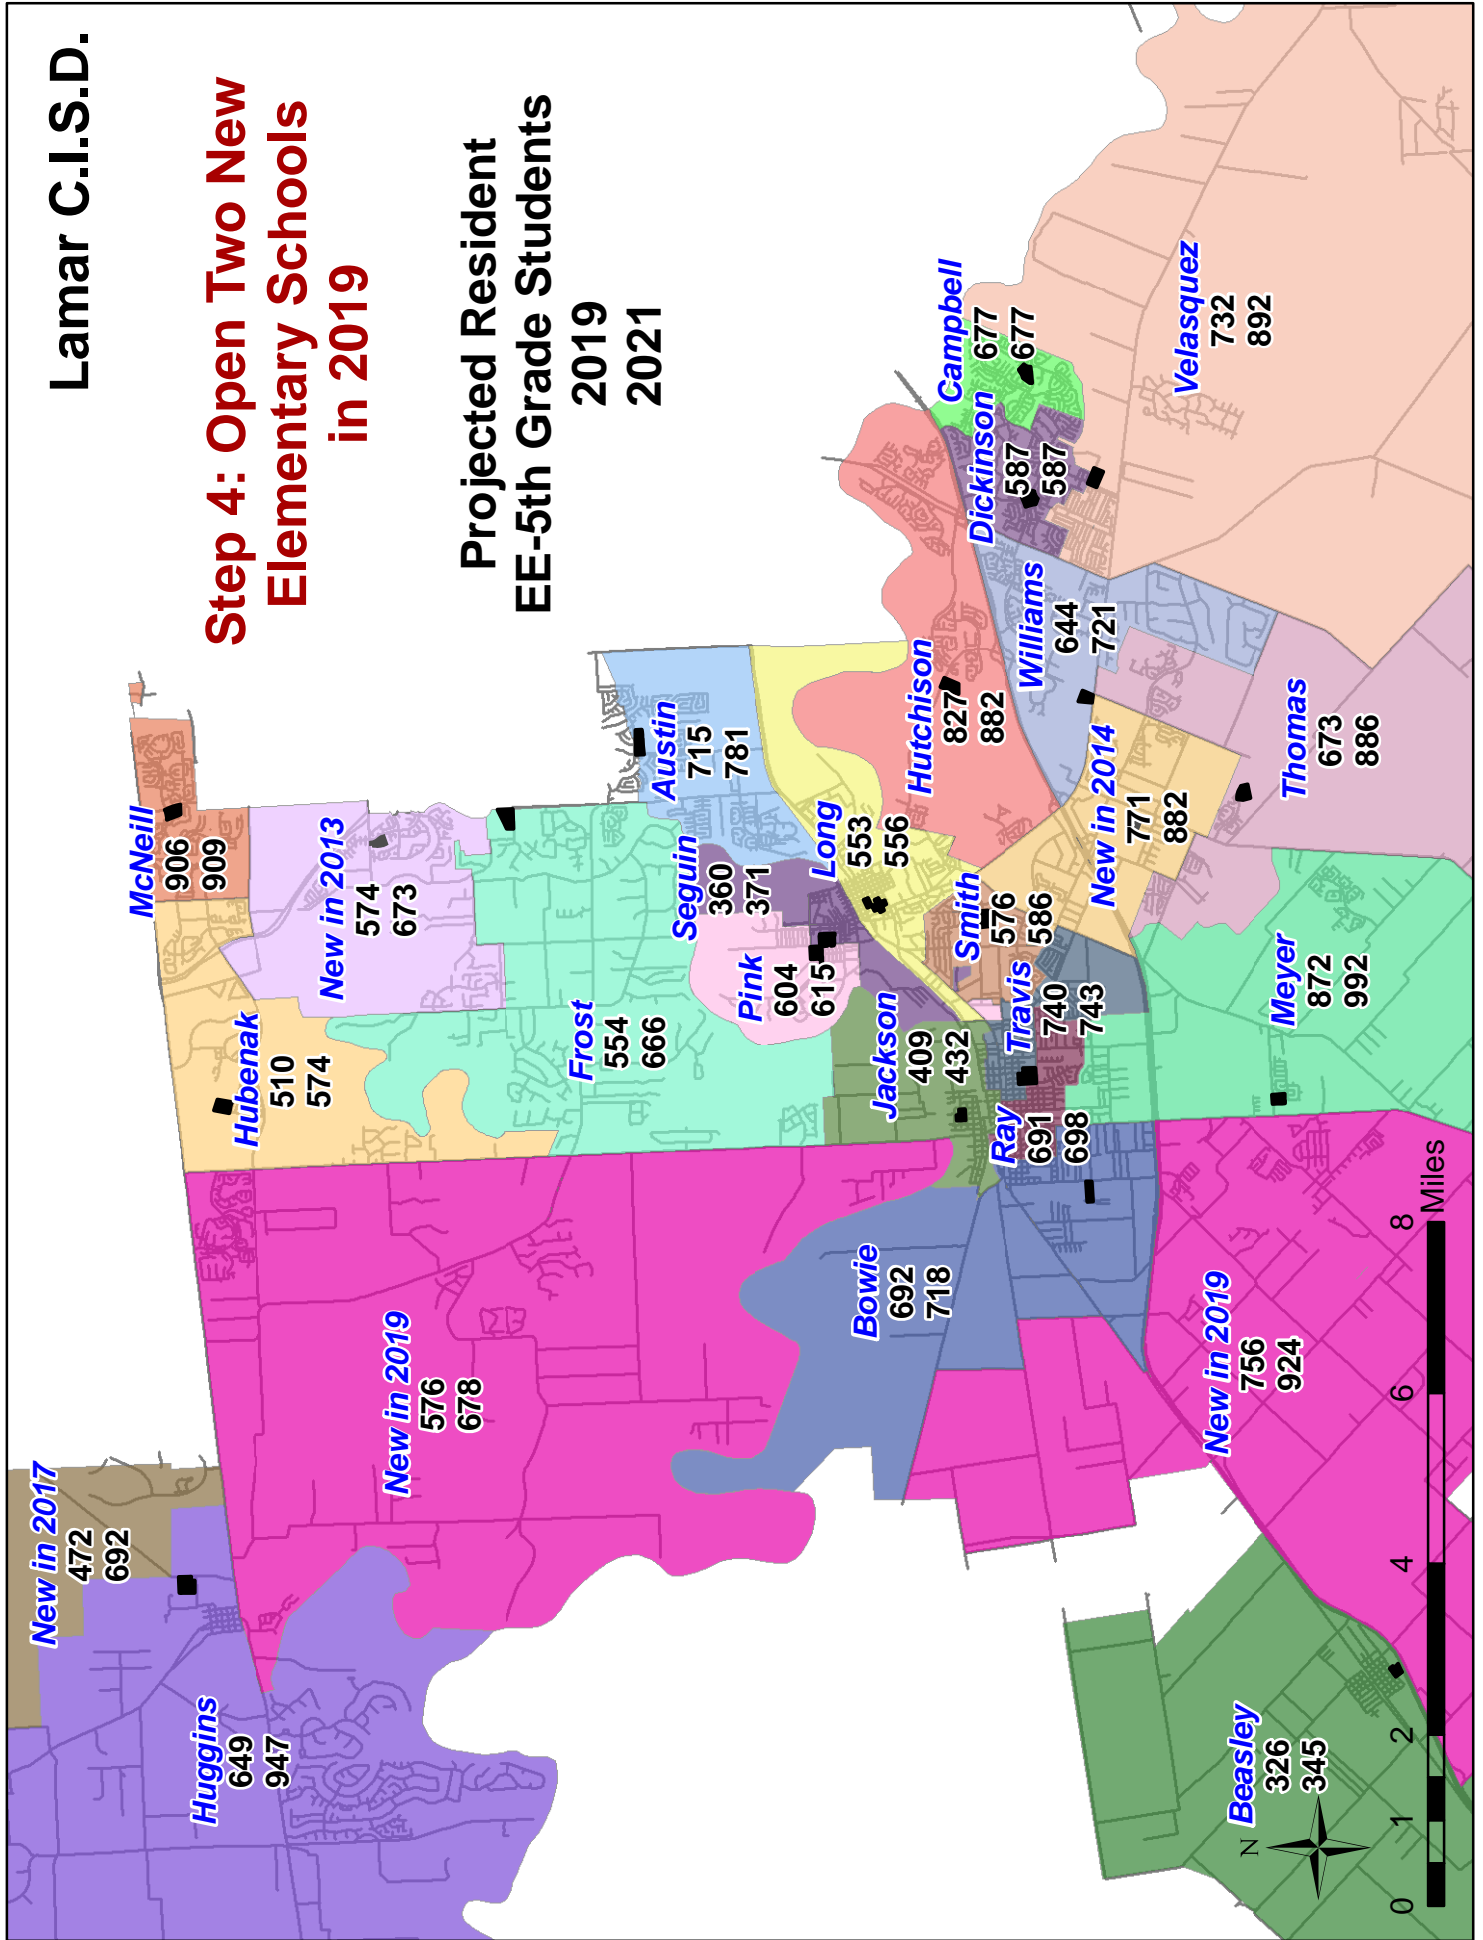 Lamar C.I.S.D.
Step 4: Open Two New
Elementary Schools
in 2019
Projected Resident
EE-5th Grade Students
2019
2021
New in 2017
472
692
Huggins
649
947
McNeill
906
909
Hubenak
510
574
New in 2013
574
673
New in 2019
576
678
Frost
554
666
Austin
715
781
Seguin
360
371
Pink
604
615
Long
553
556
Jackson
409
432
Bowie
692
718
Hutchison
827
882
Campbell
677
677
Dickinson
587
587
Smith
576
586
Travis
740
743
Ray
691
698
Williams
644
721
New in 2014
771
882
Velasquez
732
892
Thomas
673
886
Meyer
872
992
New in 2019
756
924
Beasley
326
345
N
0 1 2 4 6 8
Miles